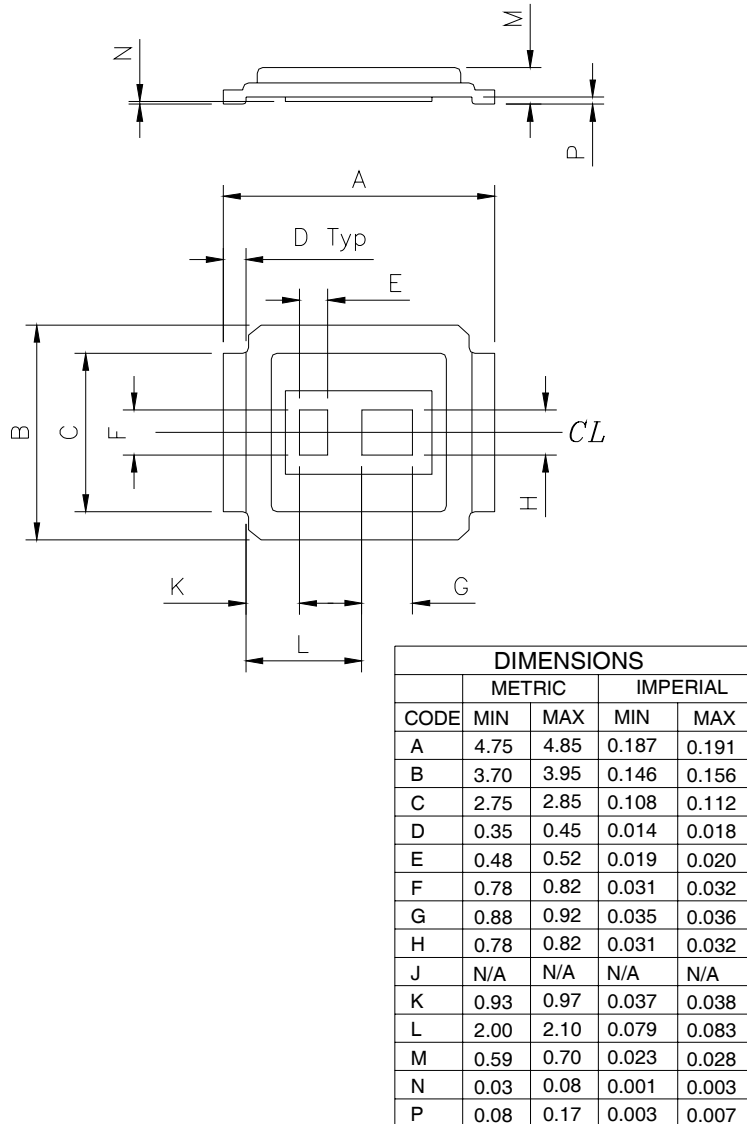 N
M
P
A
D Typ
E
B
C
F
CL
H
K
G
L
DIMENSIONS
METRIC IMPERIAL
CODE MIN MAX MIN MAX
A 4.75 4.85 0.187 0.191
B 3.70 3.95 0.146 0.156
C 2.75 2.85 0.108 0.112
D 0.35 0.45 0.014 0.018
E 0.48 0.52 0.019 0.020
F 0.78 0.82 0.031 0.032
G 0.88 0.92 0.035 0.036
H 0.78 0.82 0.031 0.032
J N/A N/A N/A N/A
K 0.93 0.97 0.037 0.038
L 2.00 2.10 0.079 0.083
M 0.59 0.70 0.023 0.028
N 0.03 0.08 0.001 0.003
P 0.08 0.17 0.003 0.007